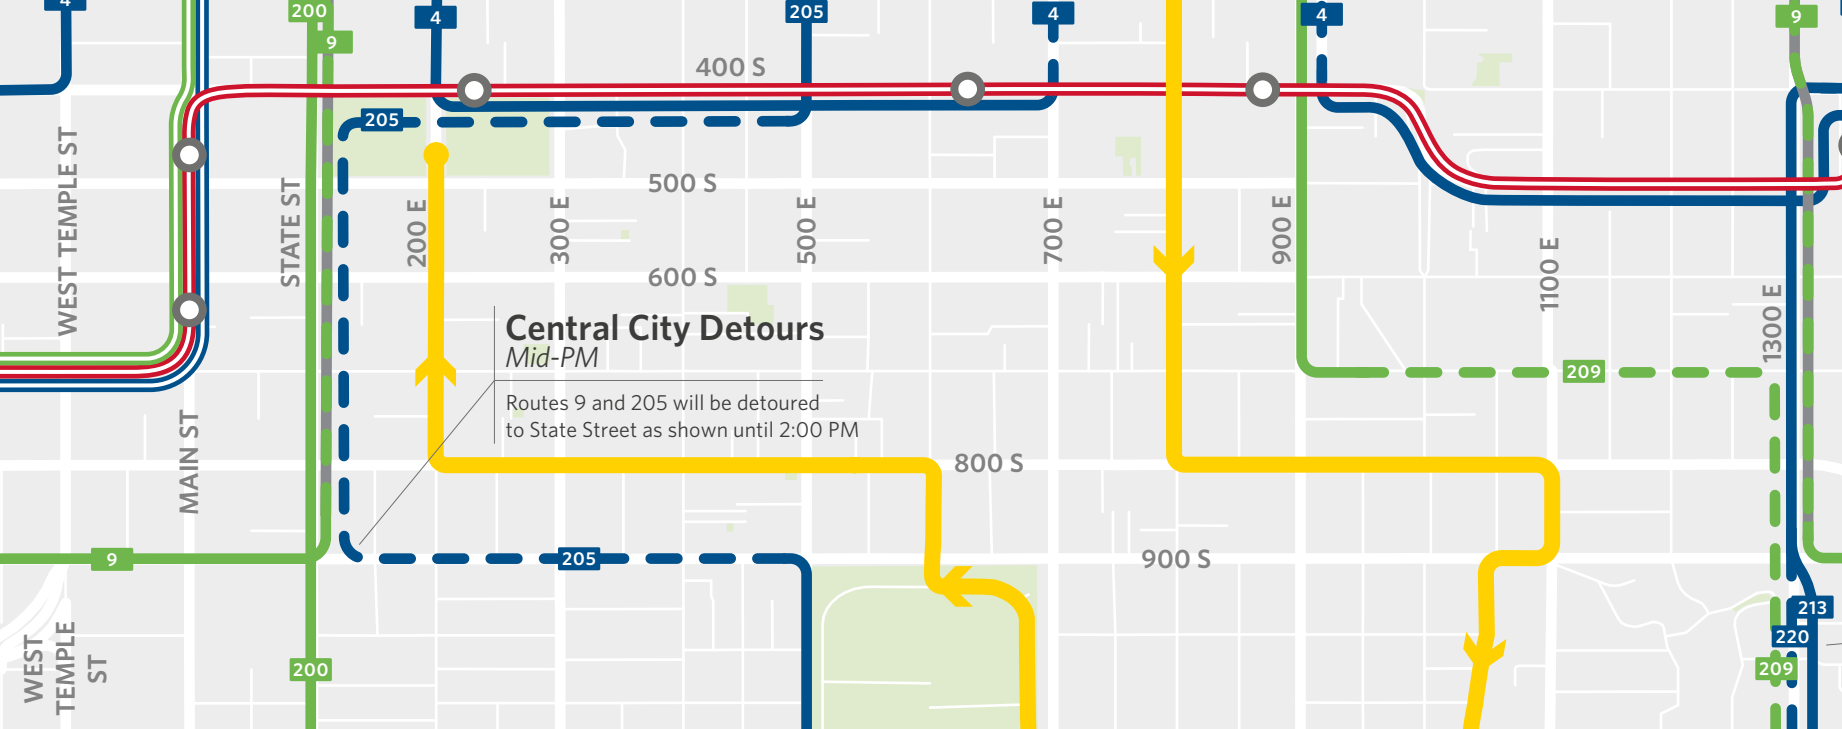 4
200
9
4
205
4
4
9
400 S
205
WEST TEMPLE ST
STATE ST
200 E
300 E
500 S
500 E
700 E
900 E
1100 E
1300 E
600 S
Central City Detours
Mid-PM
Routes 9 and 205 will be detoured
to State Street as shown until 2:00 PM
209
MAIN ST
800 S
9
205
900 S
WEST
TEMPLE
ST
200
213
220
209